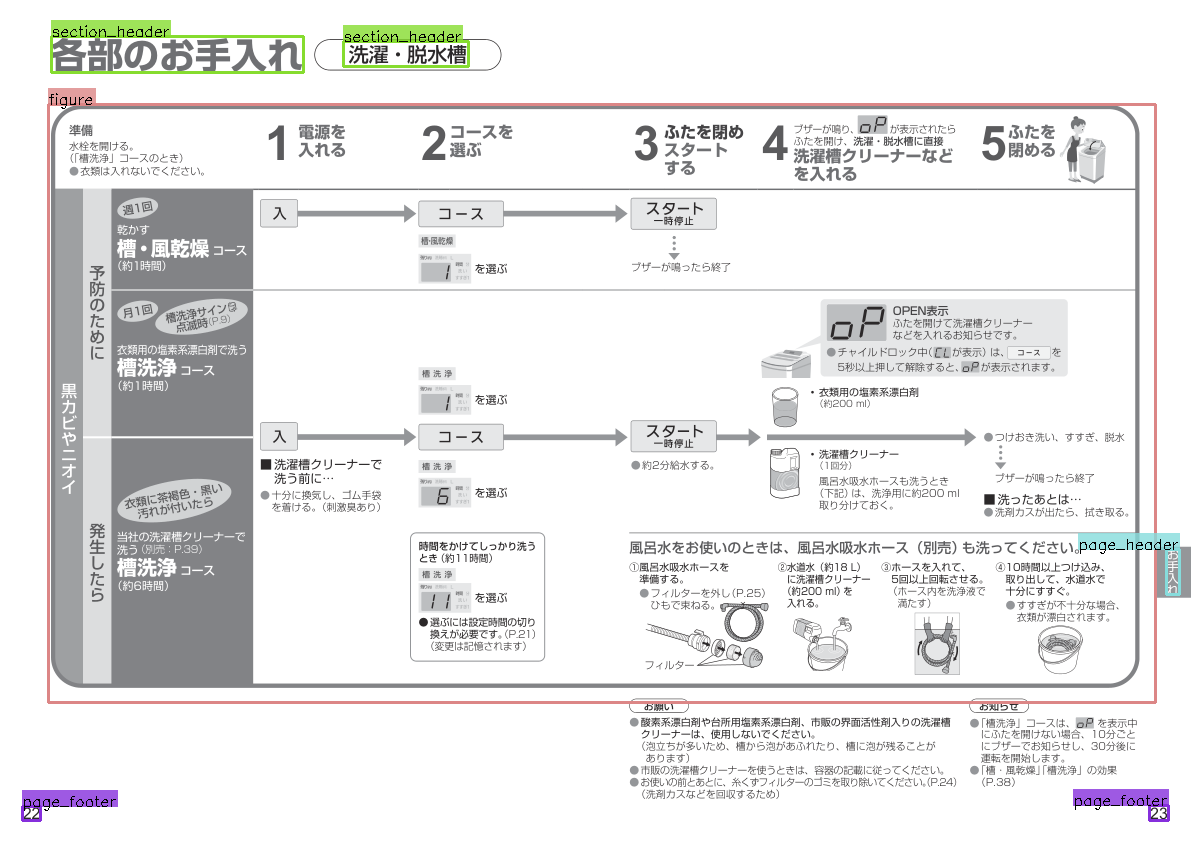 section_header
各部のお手入れ
section_header
洗濯・脱水槽
figure
準備
水栓を開ける。
(「槽洗浄」コースのとき)
●衣類は入れないでください。
1 電源を
入れる
2 コースを
選ぶ
3 ふたを閉め
スタート
する
4 ブザーが鳴り、oPが表示されたら
ふたを開け、洗濯・脱水槽に直接
洗濯槽クリーナーなど
を入れる
5 ふたを
閉める
黒カビやニオイ
予防のために
週1回
乾かす
槽・風乾燥 コース
(約1時間)
入
コース
槽・風乾燥
1 を選ぶ
スタート
一時停止
ブザーが鳴ったら終了
月1回
槽洗浄サイン
点滅時(P.9)
衣類用の塩素系漂白剤で洗う
槽洗浄 コース
(約1時間)
槽洗浄
1 を選ぶ
oP
OPEN表示
ふたを開けて洗濯槽クリーナー
などを入れるお知らせです。
●チャイルドロック中(CLが表示)は、コースを
5秒以上押して解除すると、oPが表示されます。
・衣類用の塩素系漂白剤
(約200 ml)
入
コース
スタート
一時停止
●約2分給水する。
●つけおき洗い、すすぎ、脱水
ブザーが鳴ったら終了
■洗ったあとは…
●洗剤カスが出たら、拭き取る。
発生したら
衣類に茶褐色・黒い
汚れが付いたら
当社の洗濯槽クリーナーで
洗う(別売：P.39)
槽洗浄 コース
(約6時間)
■洗濯槽クリーナーで
洗う前に…
●十分に換気し、ゴム手袋
を着ける。(刺激臭あり)
槽洗浄
6 を選ぶ
・洗濯槽クリーナー
(1回分)
風呂水吸水ホースも洗うとき
(下記)は、洗浄用に約200 ml
取り分けておく。
時間をかけてしっかり洗う
とき(約11時間)
槽洗浄
11 を選ぶ
●選ぶには設定時間の切り
換えが必要です。(P.21)
(変更は記憶されます)
風呂水をお使いのときは、風呂水吸水ホース(別売)も洗ってください。
①風呂水吸水ホースを
準備する。
●フィルターを外し(P.25)
ひもで束ねる。
フィルター
②水道水(約18 L)
に洗濯槽クリーナー
(約200 ml)を
入れる。
③ホースを入れて、
5回以上回転させる。
(ホース内を洗浄液で
満たす)
④10時間以上つけ込み、
取り出して、水道水で
十分にすすぐ。
●すすぎが不十分な場合、
衣類が漂白されます。
page_header
お手入れ
お願い
●酸素系漂白剤や台所用塩素系漂白剤、市販の界面活性剤入りの洗濯槽
クリーナーは、使用しないでください。
(泡立ちが多いため、槽から泡があふれたり、槽に泡が残ることが
あります)
●市販の洗濯槽クリーナーを使うときは、容器の記載に従ってください。
●お使いの前とあとに、糸くずフィルターのゴミを取り除いてください。(P.24)
(洗剤カスなどを回収するため)
お知らせ
●「槽洗浄」コースは、oPを表示中
にふたを開けない場合、10分ごと
にブザーでお知らせし、30分後に
運転を開始します。
●「槽・風乾燥」「槽洗浄」の効果
(P.38)
page_footer
22
page_footer
23